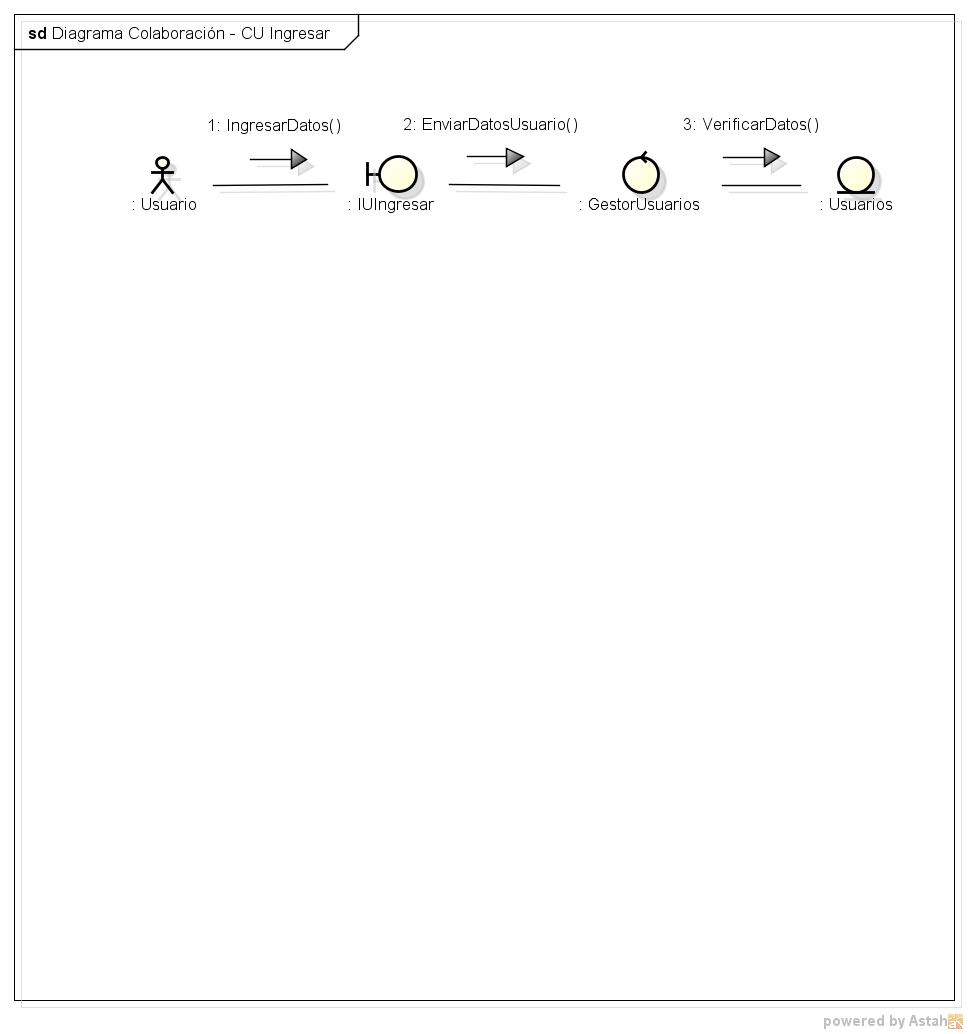 sd Diagrama Colaboración - CU Ingresar
1: IngresarDatos()
2: EnviarDatosUsuario()
3: VerificarDatos()
: Usuario
: IUIngresar
: GestorUsuarios
: Usuarios
powered by Astah